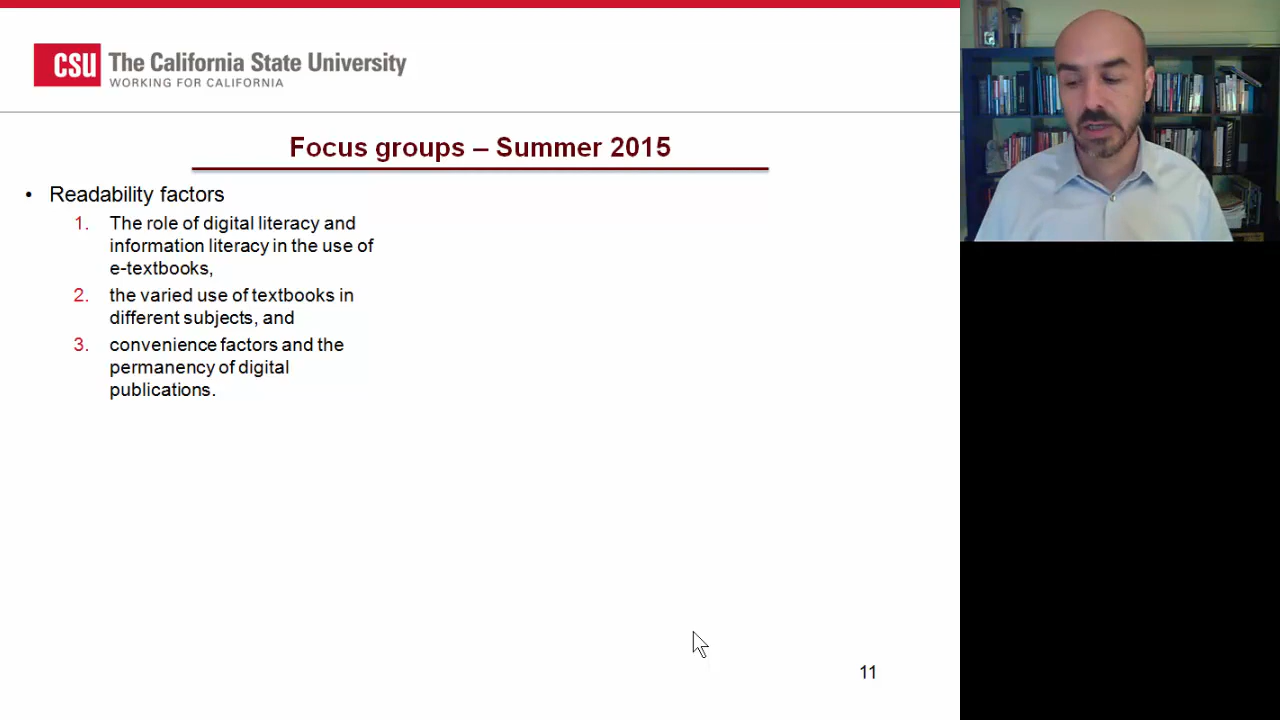 CSU The California State University
WORKING FOR CALIFORNIA
Focus groups – Summer 2015
• Readability factors
1. The role of digital literacy and
information literacy in the use of
e-textbooks,
2. the varied use of textbooks in
different subjects, and
3. convenience factors and the
permanency of digital
publications.
11